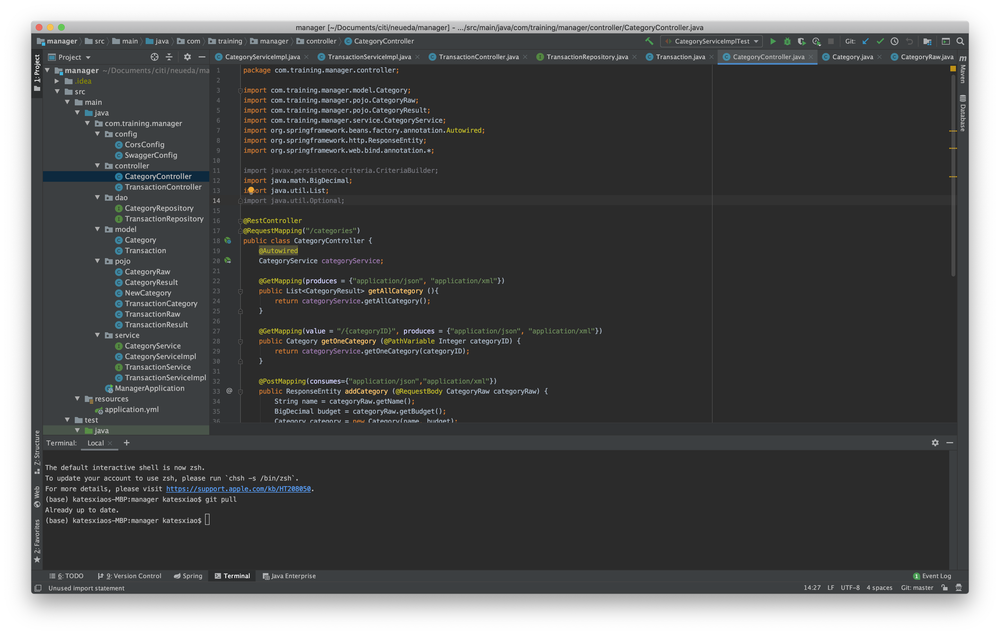 manager [~/Documents/citi/neueda/manager] - .../src/main/java/com/training/manager/controller/CategoryController.java
manager src main java com training manager controller CategoryController
CategoryServiceImplTest Git:
1: Project
Project
CategoryServiceImpl.java TransactionServiceImpl.java TransactionController.java TransactionRepository.java Transaction.java CategoryController.java Category.java CategoryRaw.java
manager ~/Documents/citi/neueda/ma
.idea
src
main
java
com.training.manager
config
CorsConfig
SwaggerConfig
controller
CategoryController
TransactionController
dao
CategoryRepository
TransactionRepository
model
Category
Transaction
pojo
CategoryRaw
CategoryResult
NewCategory
TransactionCategory
TransactionRaw
TransactionResult
service
CategoryService
CategoryServiceImpl
TransactionService
TransactionServiceImpl
ManagerApplication
resources
application.yml
test
java
1 package com.training.manager.controller;
2
3 import com.training.manager.model.Category;
4 import com.training.manager.pojo.CategoryRaw;
5 import com.training.manager.pojo.CategoryResult;
6 import com.training.manager.service.CategoryService;
7 import org.springframework.beans.factory.annotation.Autowired;
8 import org.springframework.http.ResponseEntity;
9 import org.springframework.web.bind.annotation.*;
10
11 import javax.persistence.criteria.CriteriaBuilder;
12 import java.math.BigDecimal;
13 import java.util.List;
14 import java.util.Optional;
15
16 @RestController
17 @RequestMapping("/categories")
18 public class CategoryController {
19 @Autowired
20 CategoryService categoryService;
21
22 @GetMapping(produces = {"application/json", "application/xml"})
23 public List<CategoryResult> getAllCategory (){
24 return categoryService.getAllCategory();
25 }
26
27 @GetMapping(value = "/{categoryID}", produces = {"application/json", "application/xml"})
28 public Category getOneCategory (@PathVariable Integer categoryID) {
29 return categoryService.getOneCategory(categoryID);
30 }
31
32 @PostMapping(consumes={"application/json","application/xml"})
33 @ public ResponseEntity addCategory (@RequestBody CategoryRaw categoryRaw) {
34 String name = categoryRaw.getName();
35 BigDecimal budget = categoryRaw.getBudget();
36 Category category = new Category(name, budget);
m Maven
Database
7: Structure
Web
2: Favorites
Terminal: Local +
The default interactive shell is now zsh.
To update your account to use zsh, please run `chsh -s /bin/zsh`.
For more details, please visit https://support.apple.com/kb/HT208050.
(base) katesxiaos-MBP:manager katesxiao$ git pull
Already up to date.
(base) katesxiaos-MBP:manager katesxiao$
6: TODO 9: Version Control Spring Terminal Java Enterprise 1 Event Log
Unused import statement 14:27 LF UTF-8 4 spaces Git: master